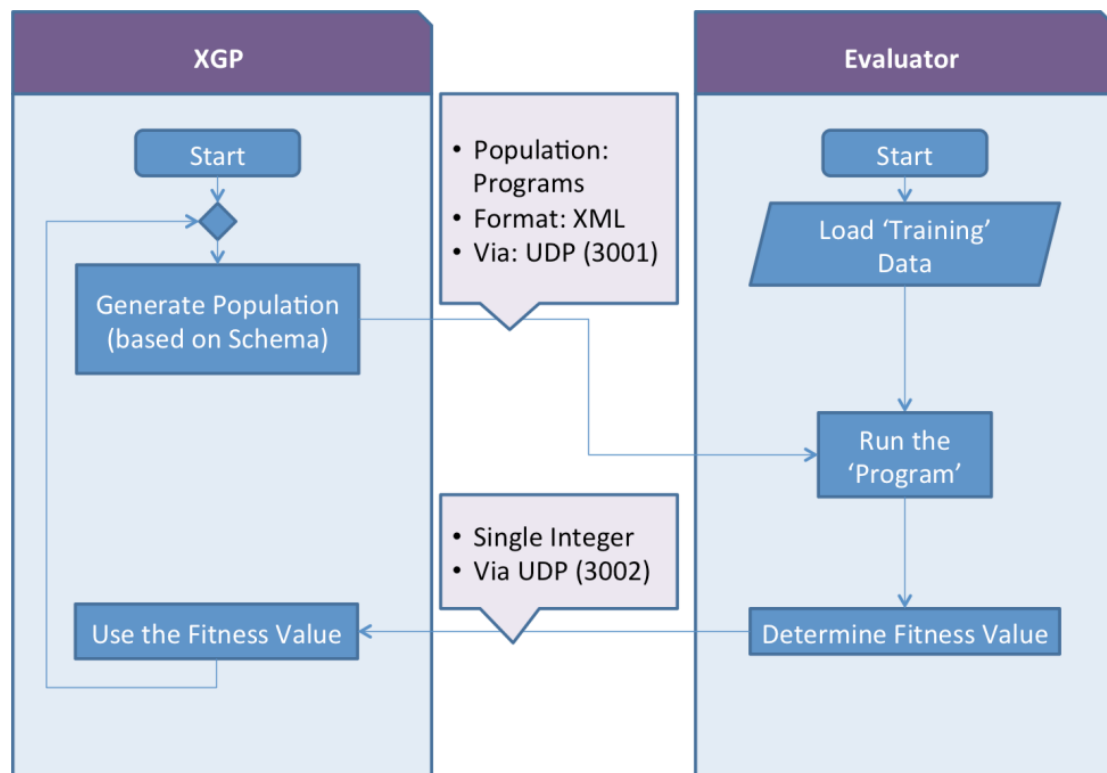 XGP
Start
Generate Population
(based on Schema)
Use the Fitness Value
• Population:
Programs
• Format: XML
• Via: UDP (3001)
• Single Integer
• Via UDP (3002)
Evaluator
Start
Load ‘Training’
Data
Run the
‘Program’
Determine Fitness Value